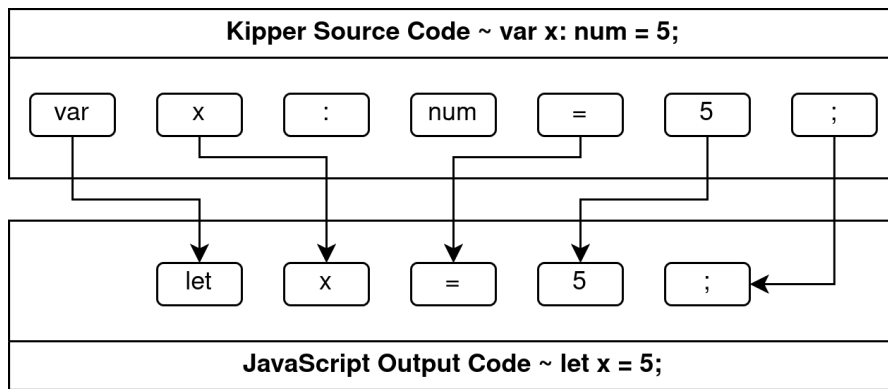 Kipper Source Code ~ var x: num = 5;
var x : num = 5 ;
let x = 5 ;
JavaScript Output Code ~ let x = 5;